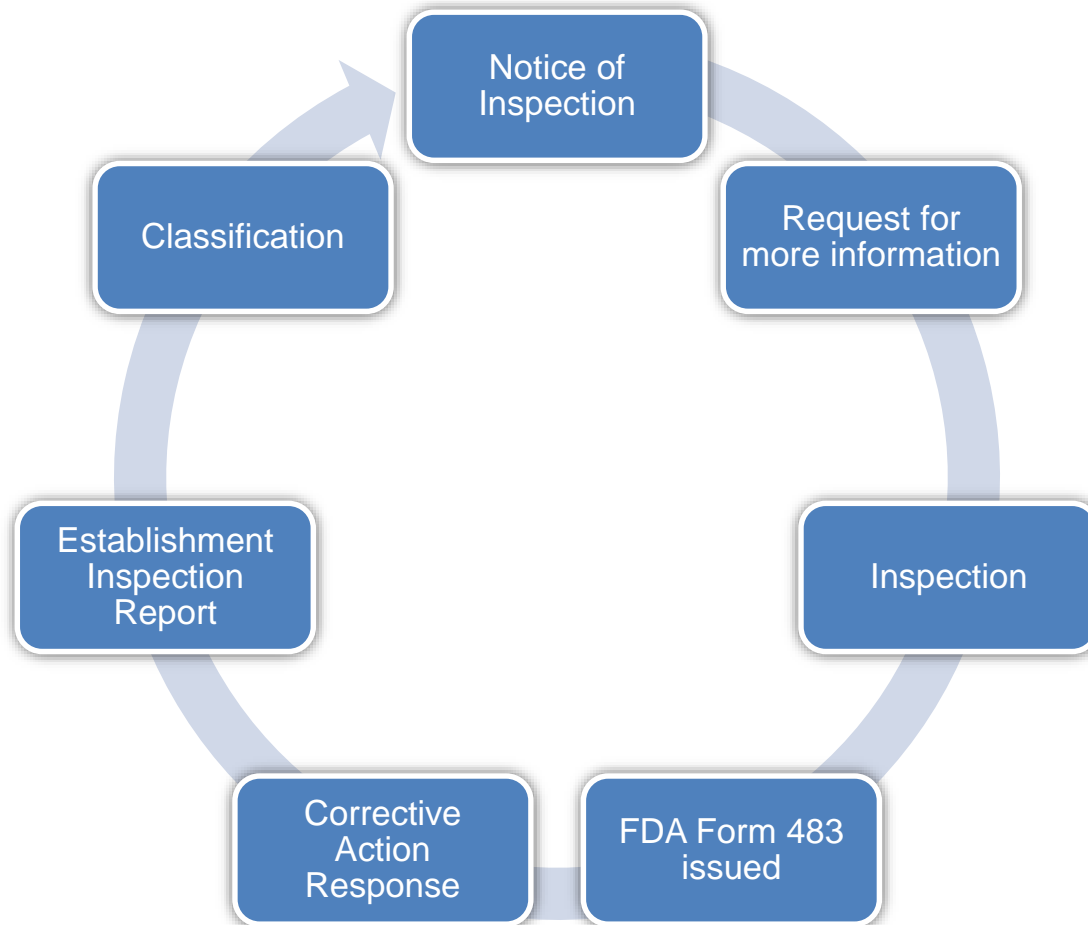 Notice of
Inspection
Request for
more information
Inspection
FDA Form 483
issued
Corrective
Action
Response
Establishment
Inspection
Report
Classification